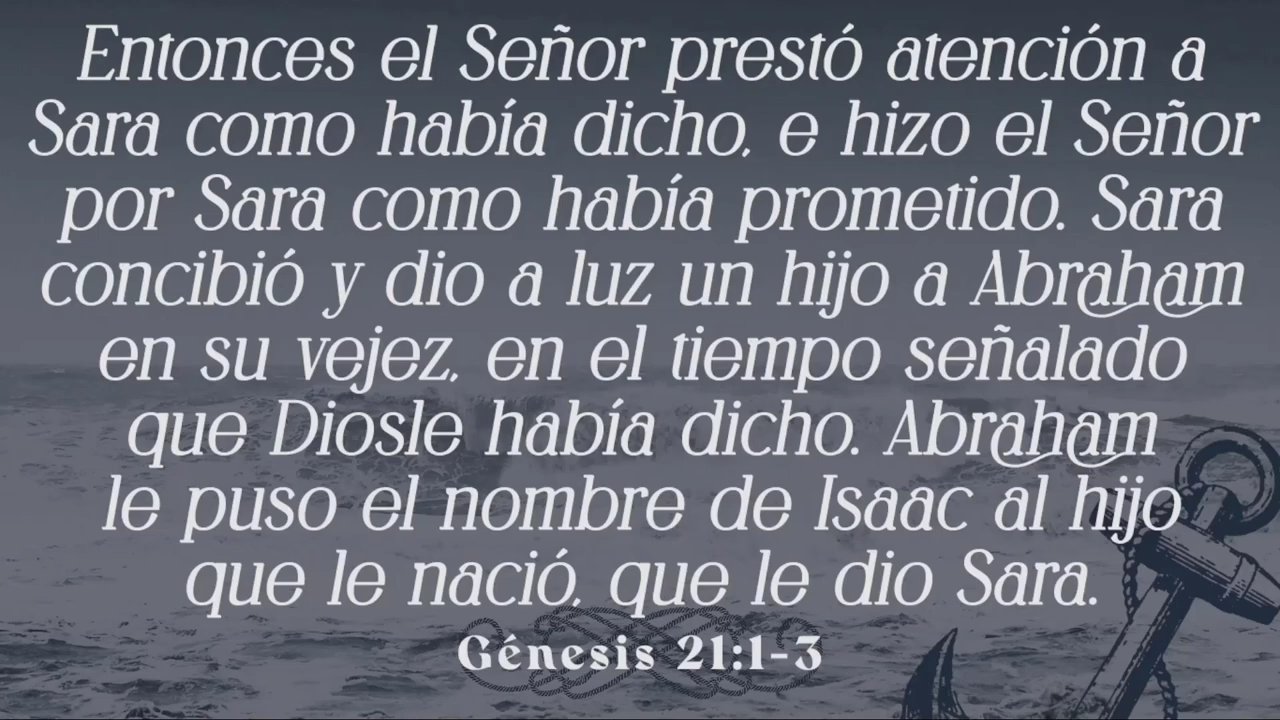 Entonces el Señor prestó atención a
Sara como había dicho, e hizo el Señor
por Sara como había prometido. Sara
concibió y dio a luz un hijo a Abraham
en su vejez, en el tiempo señalado
que Diosle había dicho. Abraham
le puso el nombre de Isaac al hijo
que le nació, que le dio Sara.
Génesis 21:1-3